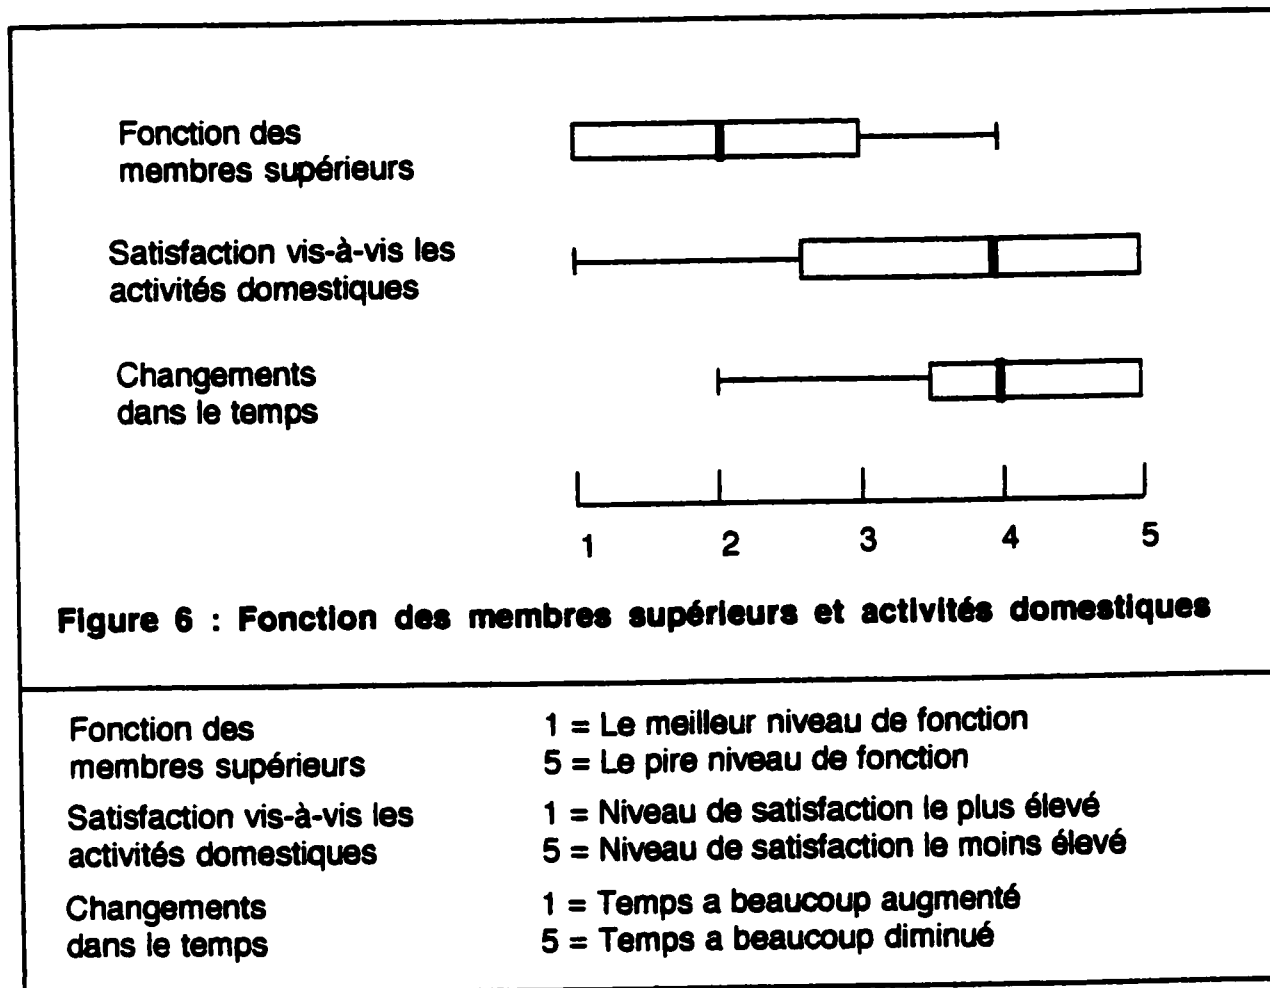 Fonction des
membres supérieurs
Satisfaction vis-à-vis les
activités domestiques
Changements
dans le temps
1 2 3 4 5
Figure 6 : Fonction des membres supérieurs et activités domestiques
Fonction des 1 = Le meilleur niveau de fonction
membres supérieurs 5 = Le pire niveau de fonction
Satisfaction vis-à-vis les 1 = Niveau de satisfaction le plus élevé
activités domestiques 5 = Niveau de satisfaction le moins élevé
Changements 1 = Temps a beaucoup augmenté
dans le temps 5 = Temps a beaucoup diminué